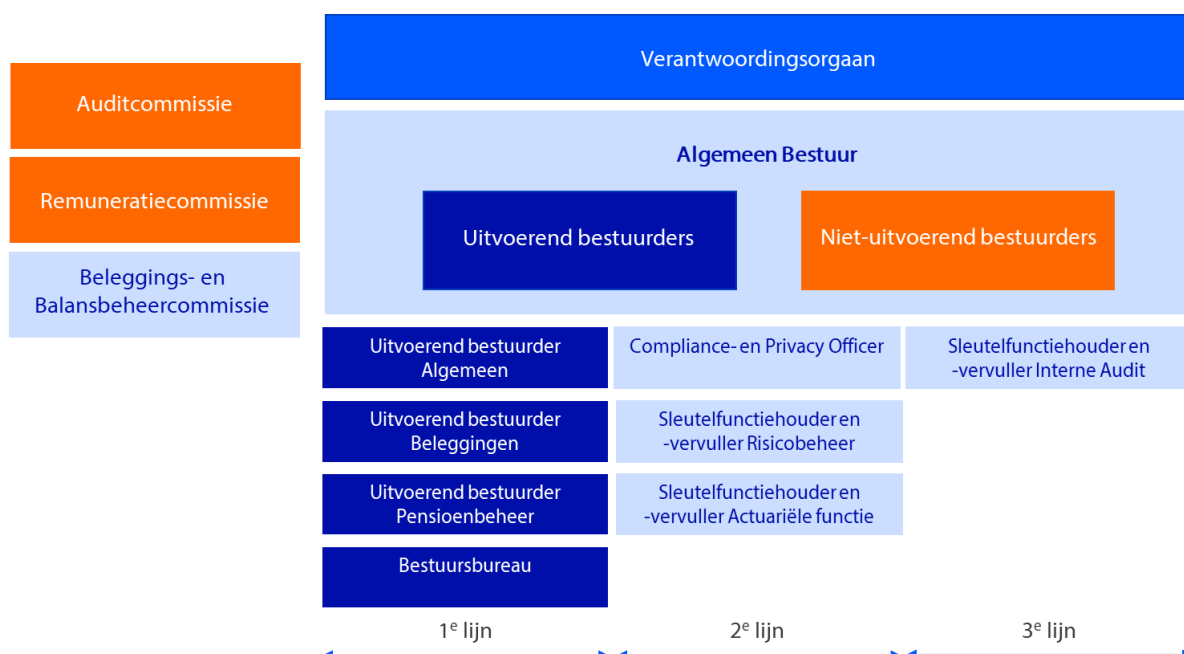 Verantwoordingsorgaan
Auditcommissie
Remuneratiecommissie
Beleggings- en
Balansbeheercommissie
Algemeen Bestuur
Uitvoerend bestuurders
Niet-uitvoerend bestuurders
Uitvoerend bestuurder
Algemeen
Compliance- en Privacy Officer
Sleutelfunctiehouder en
-vervuller Interne Audit
Uitvoerend bestuurder
Beleggingen
Sleutelfunctiehouder en
-vervuller Risicobeheer
Uitvoerend bestuurder
Pensioenbeheer
Sleutelfunctiehouder en
-vervuller Actuariële functie
Bestuursbureau
1e lijn
2e lijn
3e lijn